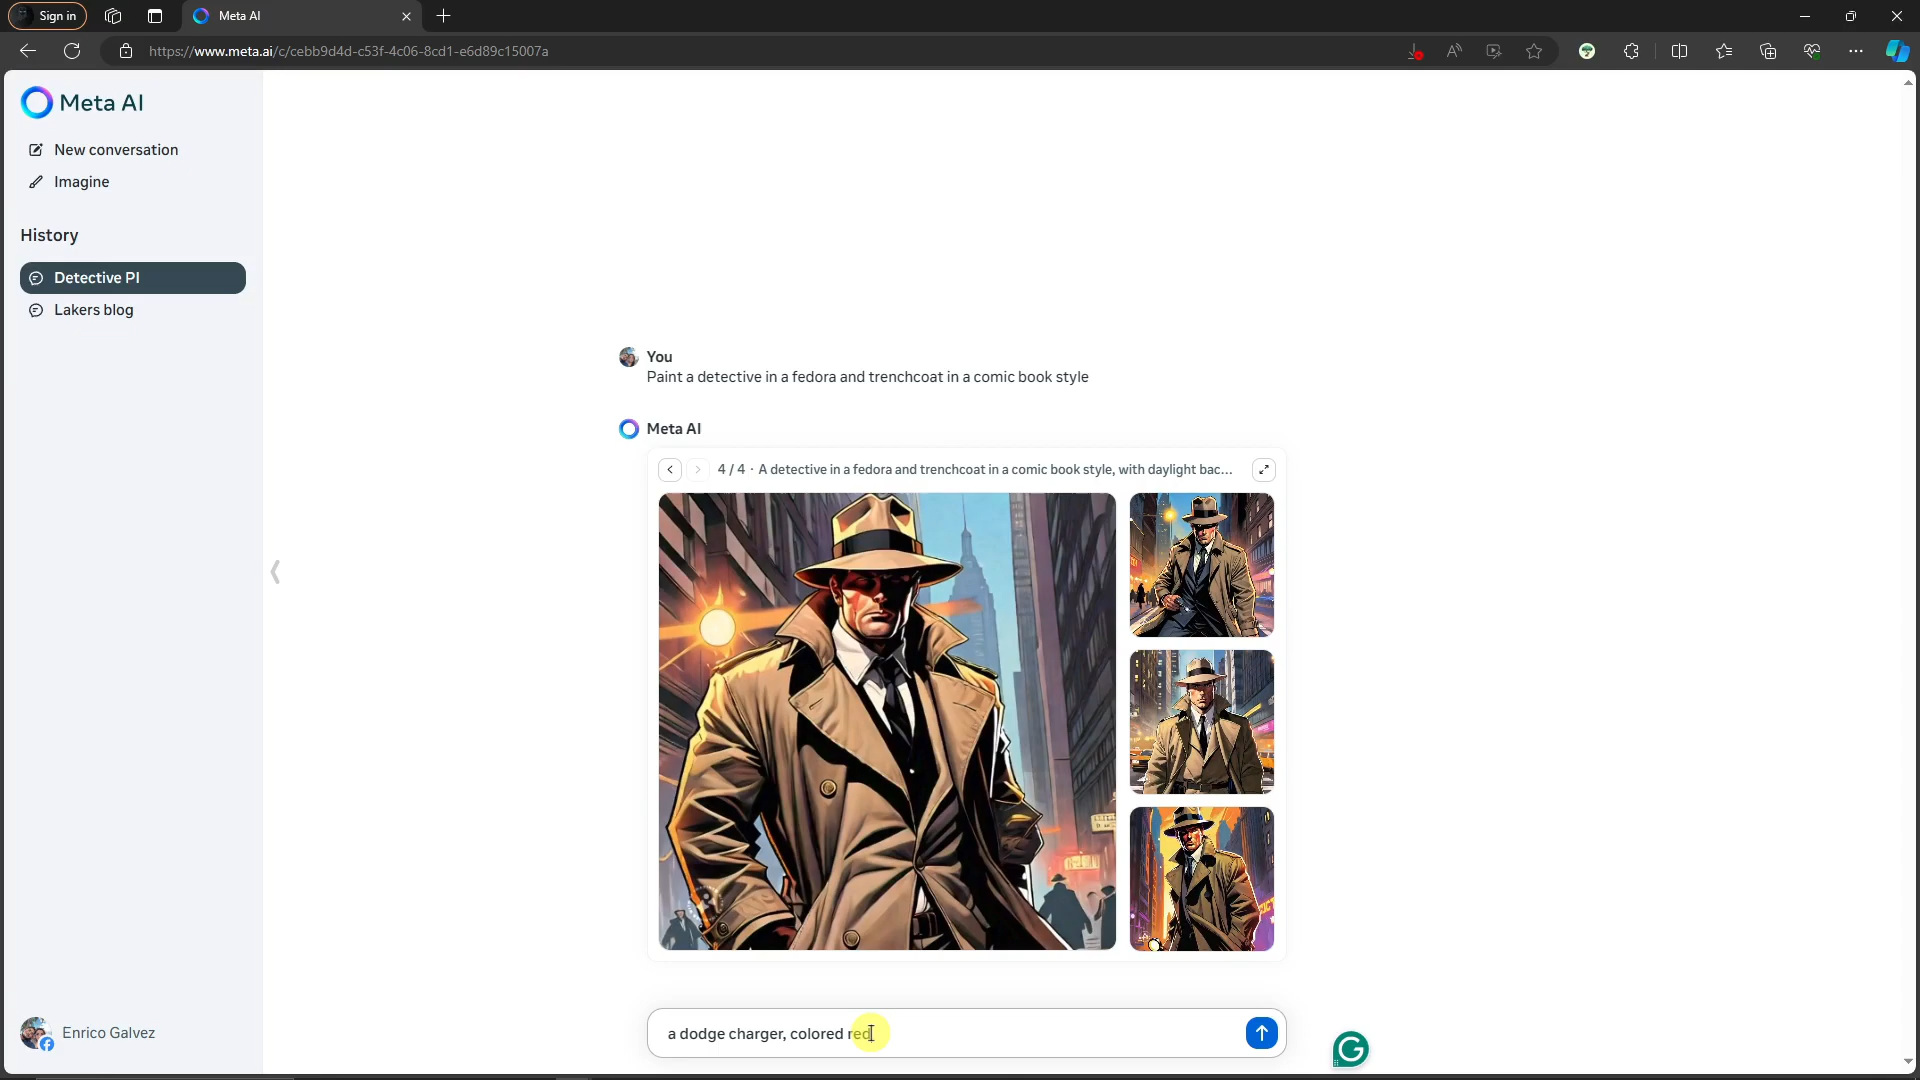 Sign in
Meta AI
https://www.meta.ai/c/cebb9d4d-c53f-4c06-8cd1-e6d89c15007a
Meta AI
New conversation
Imagine
History
Detective PI
Lakers blog
You
Paint a detective in a fedora and trenchcoat in a comic book style
Meta AI
4 / 4 · A detective in a fedora and trenchcoat in a comic book style, with daylight bac...
a dodge charger, colored red
Enrico Galvez